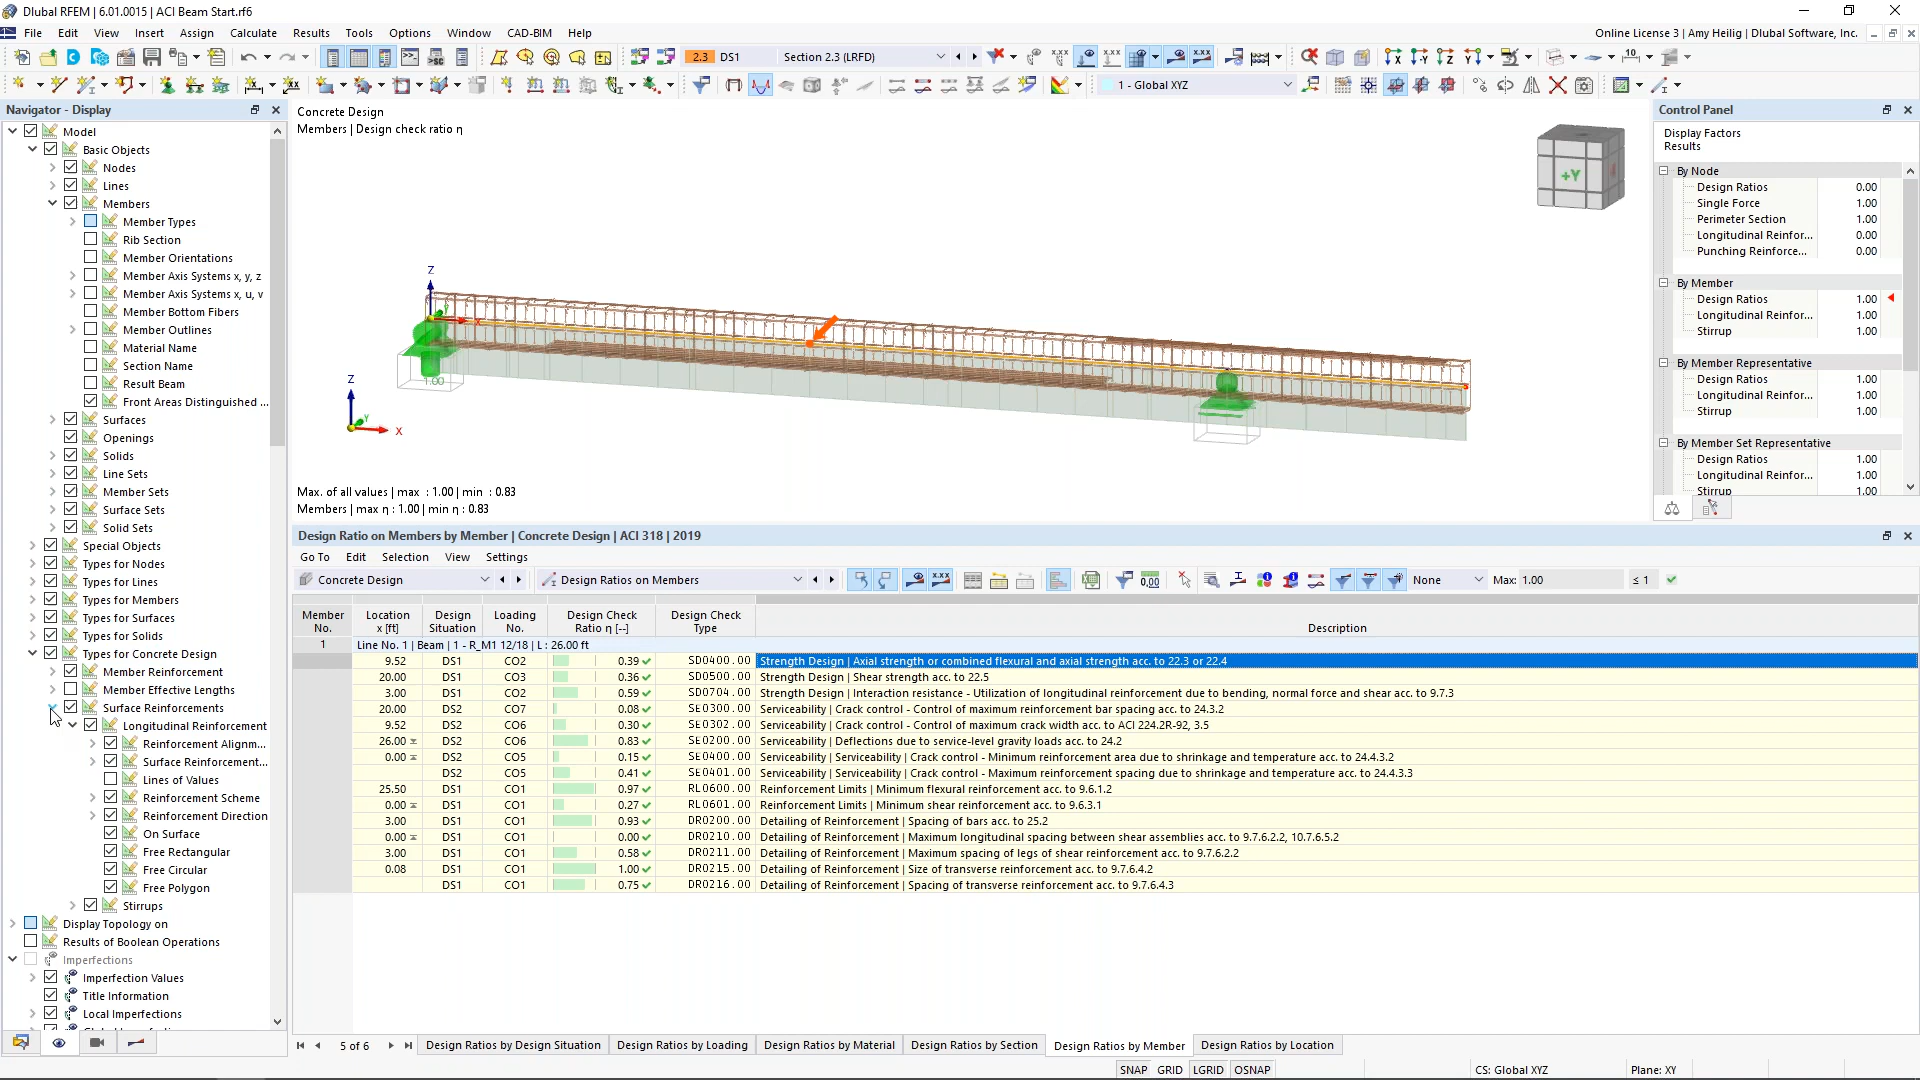 Dlubal RFEM | 6.01.0015 | ACI Beam Start.rf6
File Edit View Insert Assign Calculate Results Tools Options Window CAD-BIM Help
Online License 3 | Amy Heilig | Dlubal Software, Inc.
2.3 DS1 Section 2.3 (LRFD)
1 - Global XYZ
Navigator - Display
Model
Basic Objects
Nodes
Lines
Members
Member Types
Rib Section
Member Orientations
Member Axis Systems x, y, z
Member Axis Systems x, u, v
Member Bottom Fibers
Member Outlines
Material Name
Section Name
Result Beam
Front Areas Distinguished ...
Surfaces
Openings
Solids
Line Sets
Member Sets
Surface Sets
Solid Sets
Special Objects
Types for Nodes
Types for Lines
Types for Members
Types for Surfaces
Types for Solids
Types for Concrete Design
Member Reinforcement
Member Effective Lengths
Surface Reinforcements
Longitudinal Reinforcement
Reinforcement Alignm...
Surface Reinforcement...
Lines of Values
Reinforcement Scheme
Reinforcement Direction
On Surface
Free Rectangular
Free Circular
Free Polygon
Stirrups
Display Topology on
Results of Boolean Operations
Imperfections
Imperfection Values
Title Information
Local Imperfections
Concrete Design
Members | Design check ratio η
+Y
Z
X
1.00
Z
Y
X
Max. of all values | max : 1.00 | min : 0.83
Members | max η : 1.00 | min η : 0.83
Control Panel
Display Factors
Results
By Node
Design Ratios 0.00
Single Force 1.00
Perimeter Section 1.00
Longitudinal Reinfor... 0.00
Punching Reinforce... 0.00
By Member
Design Ratios 1.00
Longitudinal Reinfor... 1.00
Stirrup 1.00
By Member Representative
Design Ratios 1.00
Longitudinal Reinfor... 1.00
Stirrup 1.00
By Member Set Representative
Design Ratios 1.00
Longitudinal Reinfor... 1.00
Stirrup 1.00
Design Ratio on Members by Member | Concrete Design | ACI 318 | 2019
Go To Edit Selection View Settings
Concrete Design Design Ratios on Members None Max: 1.00 ≤ 1
Member Location Design Loading Design Check Design Check
No. x [ft] Situation No. Ratio η [--] Type Description
1 Line No. 1 | Beam | 1 - R_M1 12/18 | L : 26.00 ft
9.52 DS1 CO2 0.39 SD0400.00 Strength Design | Axial strength or combined flexural and axial strength acc. to 22.3 or 22.4
20.00 DS1 CO3 0.36 SD0500.00 Strength Design | Shear strength acc. to 22.5
3.00 DS1 CO2 0.59 SD0704.00 Strength Design | Interaction resistance - Utilization of longitudinal reinforcement due to bending, normal force and shear acc. to 9.7.3
20.00 DS2 CO7 0.08 SE0300.00 Serviceability | Crack control - Control of maximum reinforcement bar spacing acc. to 24.3.2
9.52 DS2 CO6 0.30 SE0302.00 Serviceability | Crack control - Control of maximum crack width acc. to ACI 224.2R-92, 3.5
26.00 DS2 CO6 0.83 SE0200.00 Serviceability | Deflections due to service-level gravity loads acc. to 24.2
0.00 DS2 CO5 0.15 SE0400.00 Serviceability | Serviceability | Crack control - Minimum reinforcement area due to shrinkage and temperature acc. to 24.4.3.2
DS2 CO5 0.41 SE0401.00 Serviceability | Serviceability | Crack control - Maximum reinforcement spacing due to shrinkage and temperature acc. to 24.4.3.3
25.50 DS1 CO1 0.97 RL0600.00 Reinforcement Limits | Minimum flexural reinforcement acc. to 9.6.1.2
0.00 DS1 CO1 0.27 RL0601.00 Reinforcement Limits | Minimum shear reinforcement acc. to 9.6.3.1
3.00 DS1 CO1 0.93 DR0200.00 Detailing of Reinforcement | Spacing of bars acc. to 25.2
0.00 DS1 CO1 0.00 DR0210.00 Detailing of Reinforcement | Maximum longitudinal spacing between shear assemblies acc. to 9.7.6.2.2, 10.7.6.5.2
3.00 DS1 CO1 0.58 DR0211.00 Detailing of Reinforcement | Maximum spacing of legs of shear reinforcement acc. to 9.7.6.2.2
0.08 DS1 CO1 1.00 DR0215.00 Detailing of Reinforcement | Size of transverse reinforcement acc. to 9.7.6.4.2
DS1 CO1 0.75 DR0216.00 Detailing of Reinforcement | Spacing of transverse reinforcement acc. to 9.7.6.4.3
5 of 6 Design Ratios by Design Situation Design Ratios by Loading Design Ratios by Material Design Ratios by Section Design Ratios by Member Design Ratios by Location
SNAP GRID LGRID OSNAP CS: Global XYZ Plane: XY